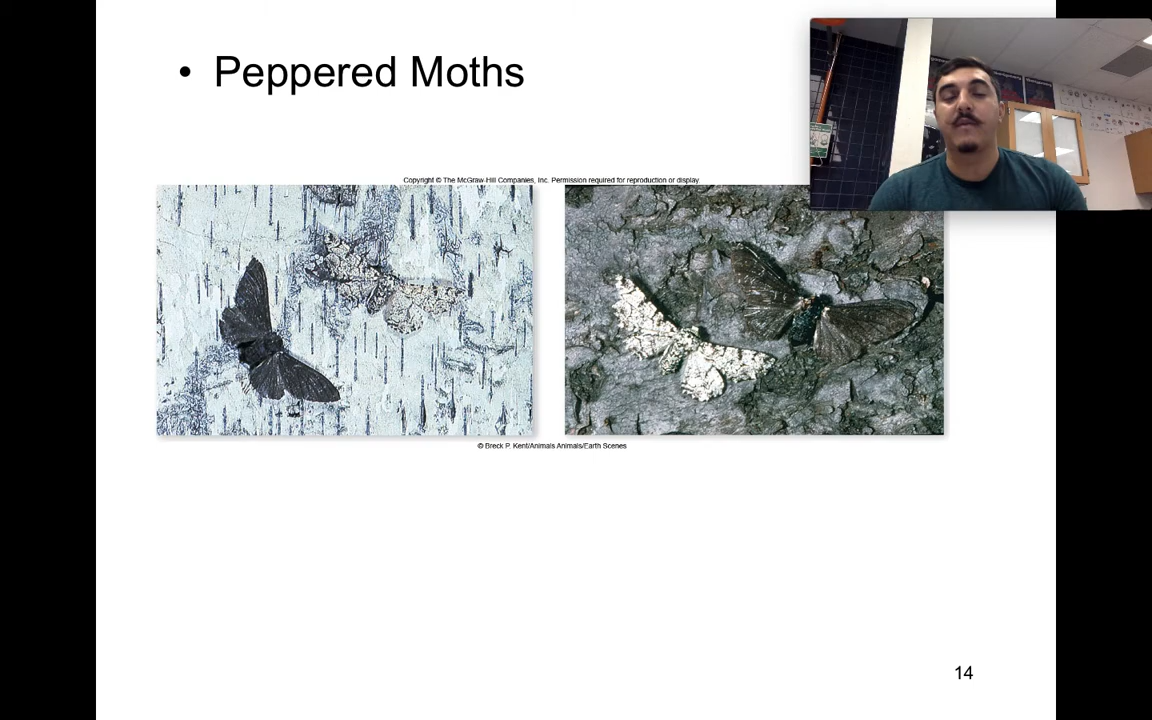 • Peppered Moths
Copyright © The McGraw-Hill Companies, Inc. Permission required for reproduction or display.
© Breck P. Kent/Animals Animals/Earth Scenes
14